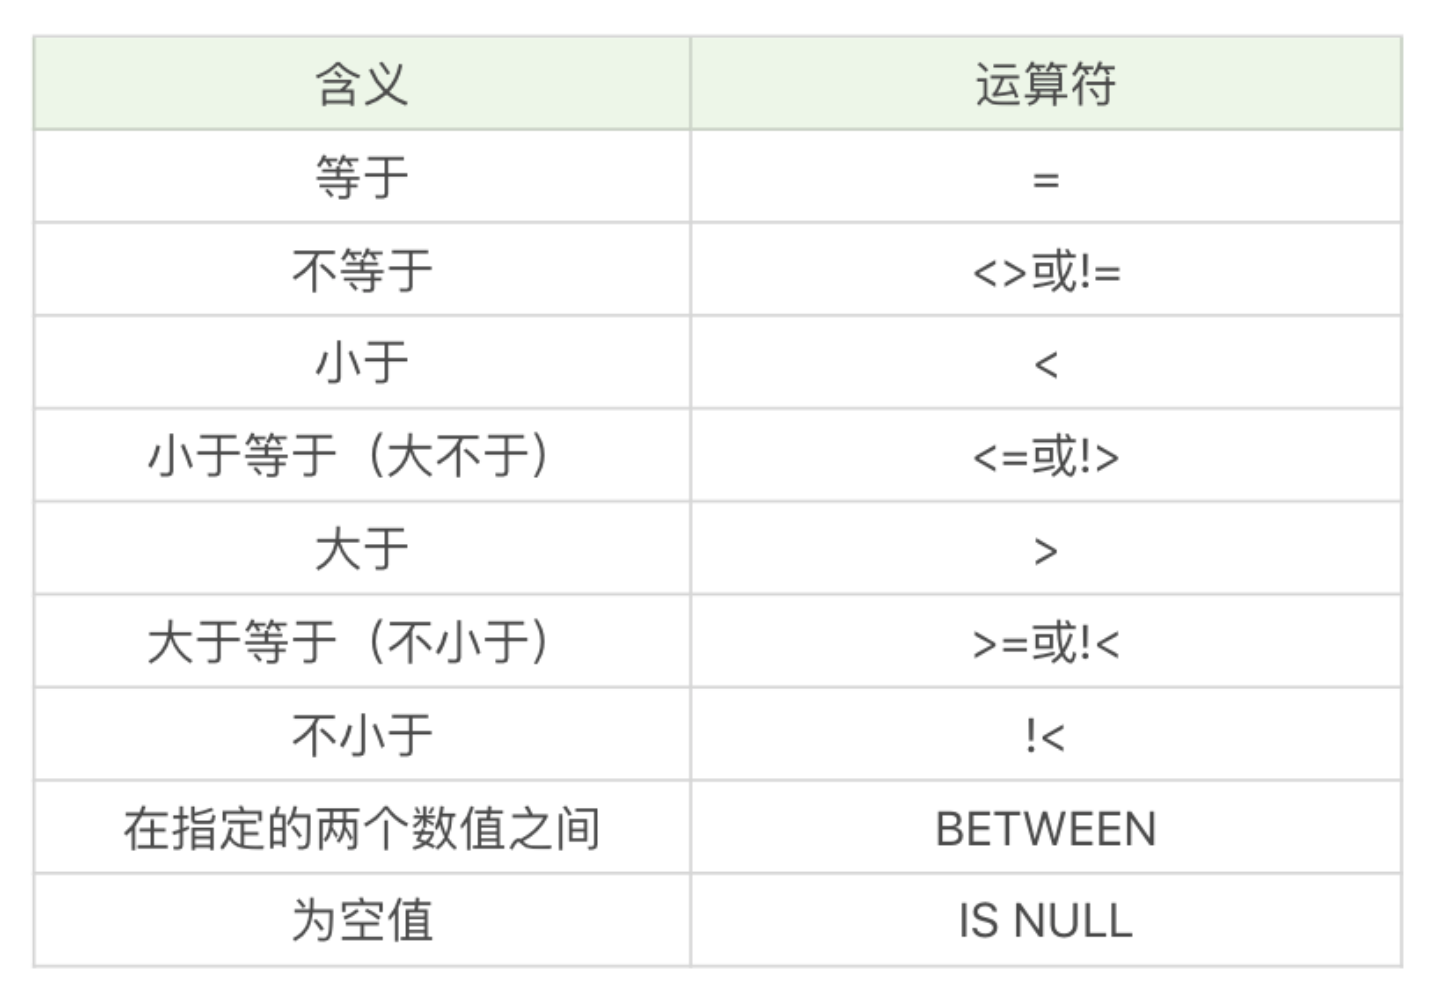 含义 运算符
等于 =
不等于 <>或!=
小于 <
小于等于（大不于） <=或!>
大于 >
大于等于（不小于） >=或!<
不小于 !<
在指定的两个数值之间 BETWEEN
为空值 IS NULL